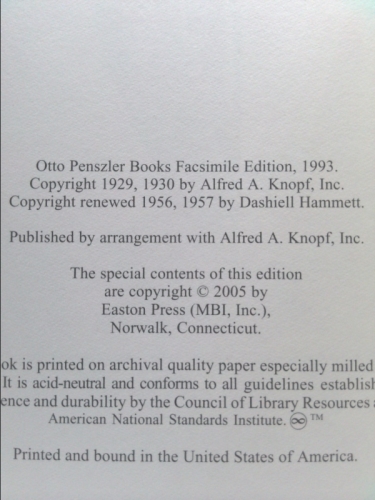 Otto Penszler Books Facsimile Edition, 1993.
Copyright 1929, 1930 by Alfred A. Knopf, Inc.
Copyright renewed 1956, 1957 by Dashiell Hammett.
Published by arrangement with Alfred A. Knopf, Inc.
The special contents of this edition
are copyright © 2005 by
Easton Press (MBI, Inc.),
Norwalk, Connecticut.
ok is printed on archival quality paper especially milled
It is acid-neutral and conforms to all guidelines establish
ence and durability by the Council of Library Resources a
American National Standards Institute. ♾ ™
Printed and bound in the United States of America.